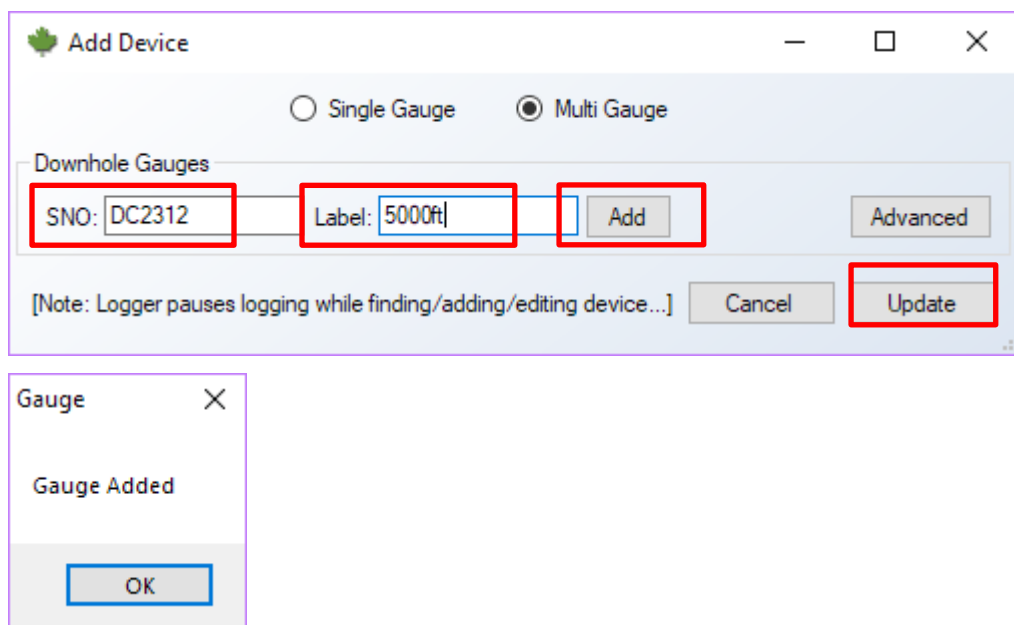 Add Device
Single Gauge Multi Gauge
Downhole Gauges
SNO: DC2312 Label: 5000ft Add Advanced
[Note: Logger pauses logging while finding/adding/editing device...] Cancel Update
Gauge
Gauge Added
OK